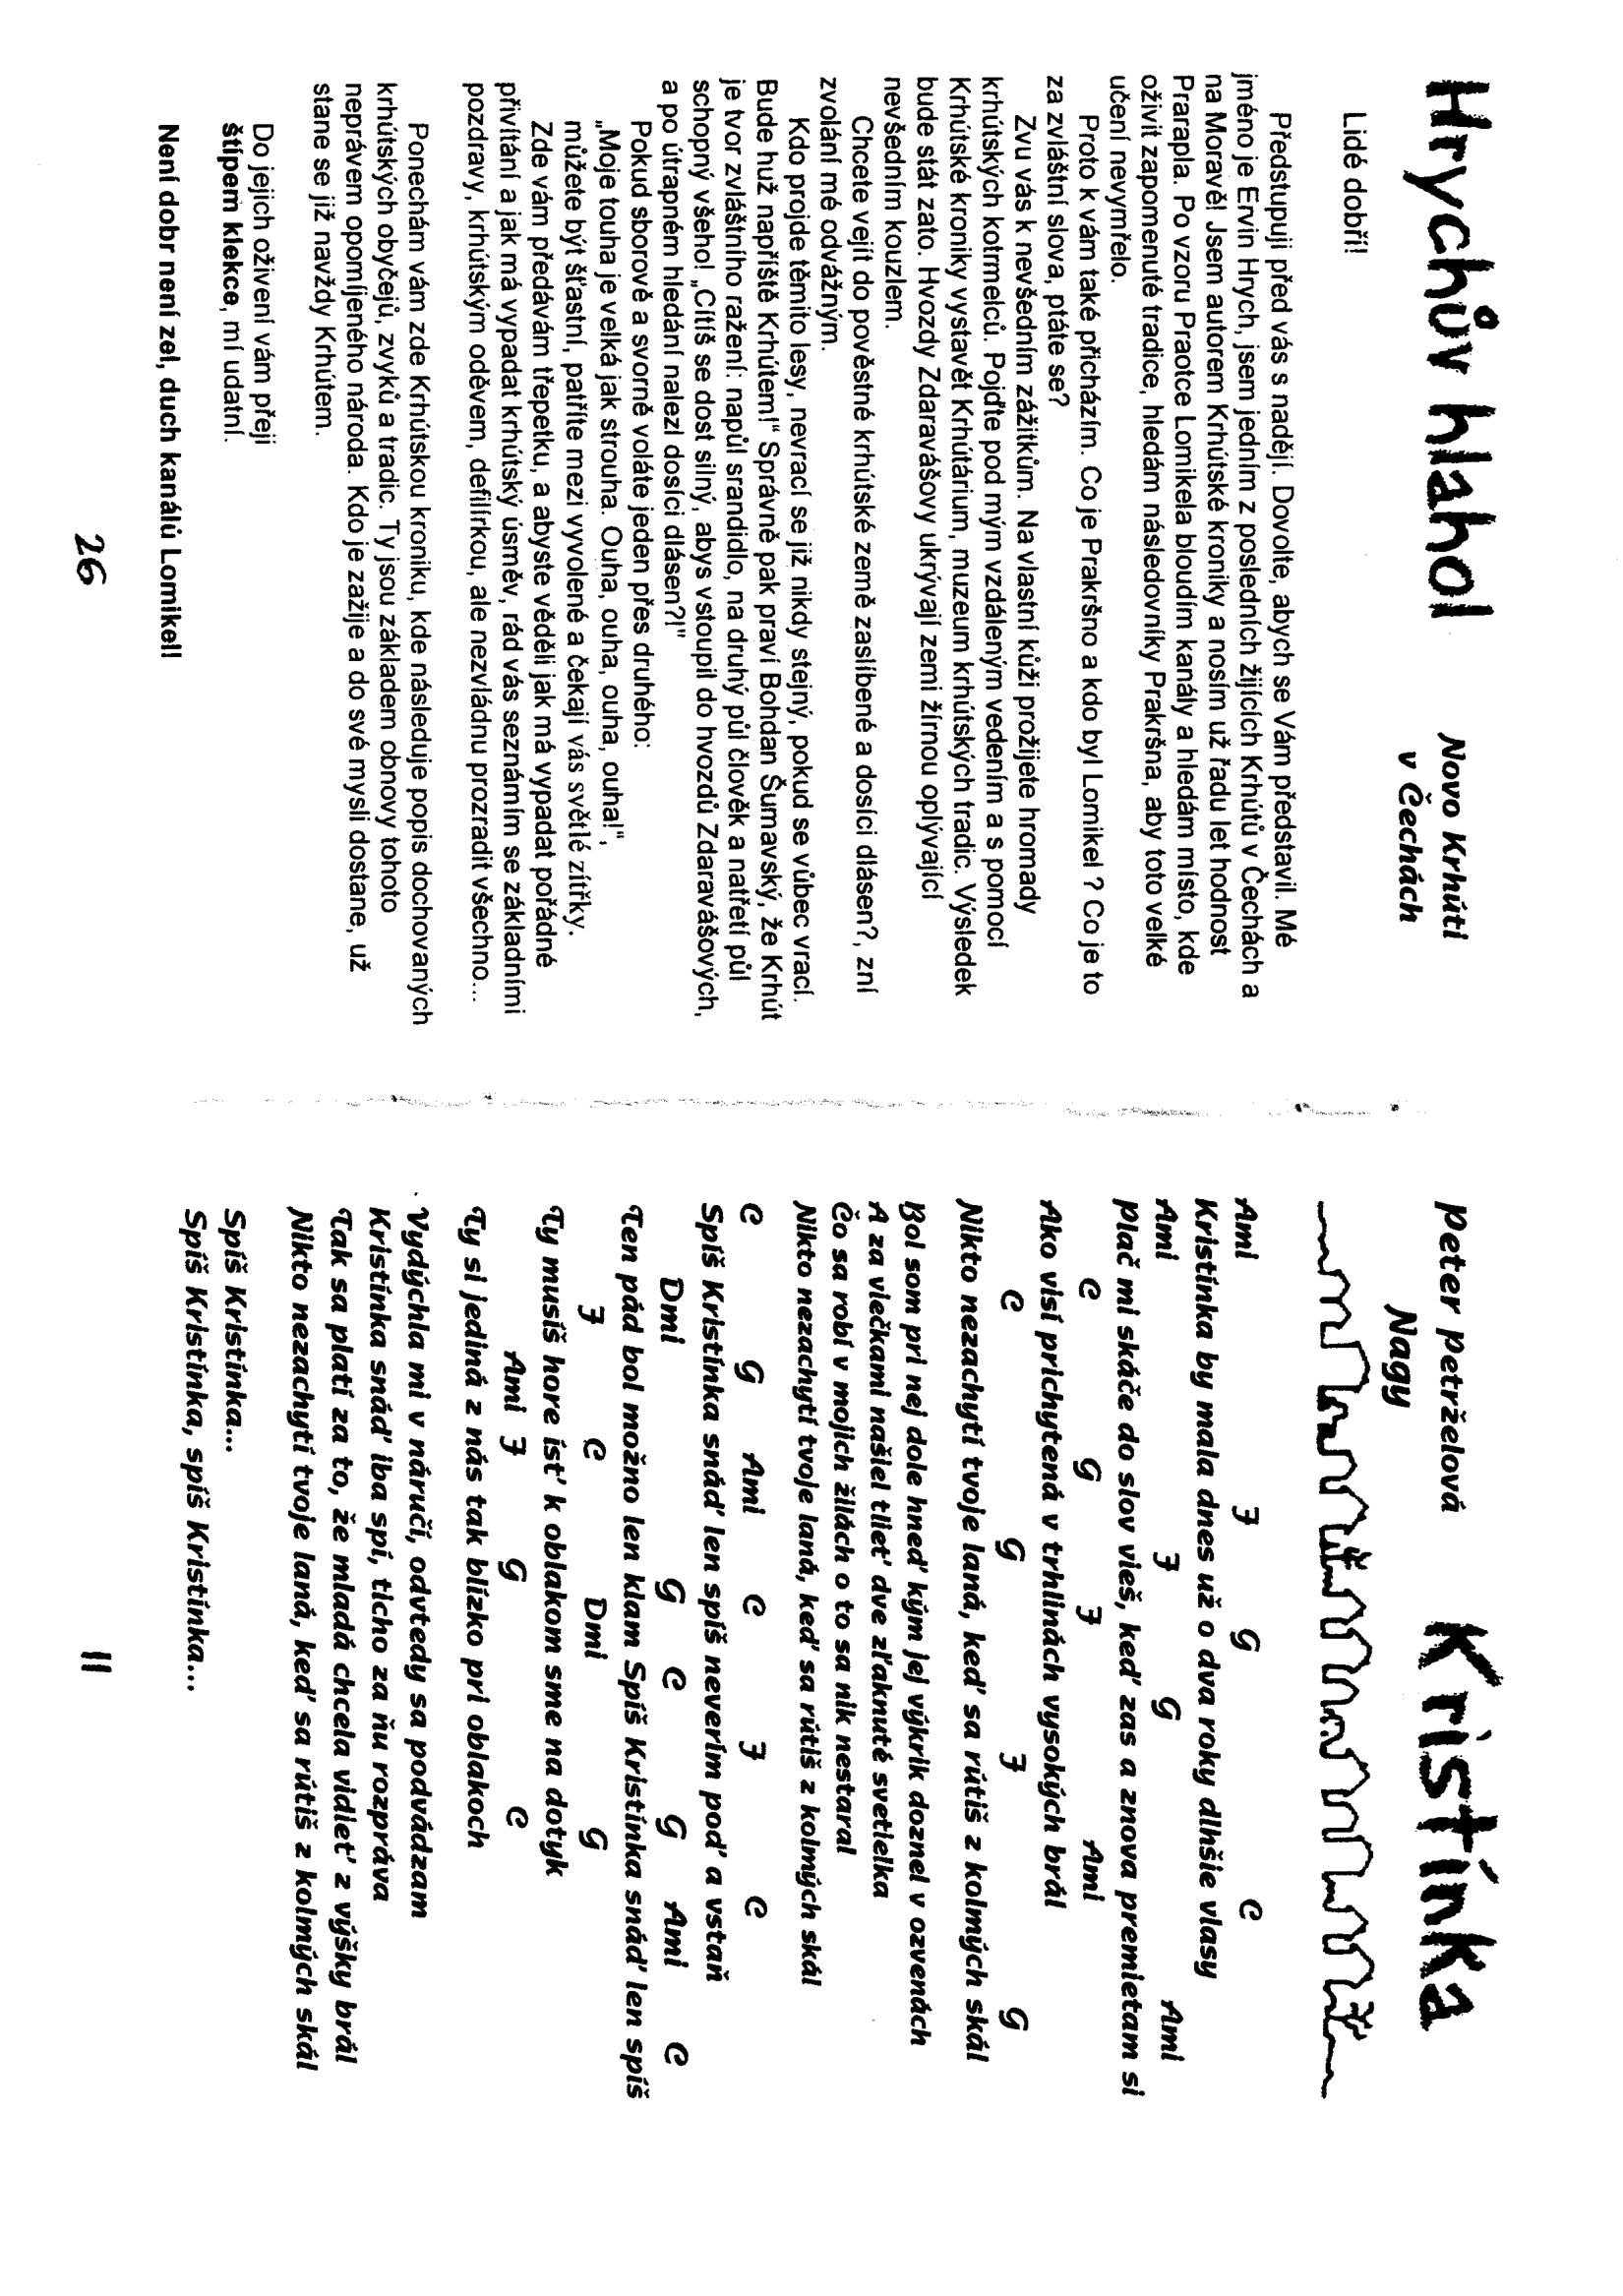 Hrychův hlahol
Novo Krhúti
v Čechách
Lidé dobří!
Předstupuji před vás s nadějí. Dovolte, abych se Vám představil. Mé
jméno je Ervin Hrych, jsem jedním z posledních žijících Krhútů v Čechách a
na Moravě! Jsem autorem Krhútské kroniky a nosím už řadu let hodnost
Prarapla. Po vzoru Praotce Lomikela bloudím kanály a hledám místo, kde
oživit zapomenuté tradice, hledám následovníky Prakršna, aby toto velké
učení nevymřelo.
Proto k vám také přicházím. Co je Prakršno a kdo byl Lomikel ? Co je to
za zvláštní slova, ptáte se?
Zvu vás k nevšedním zážitkům. Na vlastní kůži prožijete hromady
krhútských kotrmelců. Pojďte pod mým vzdáleným vedením a s pomocí
Krhútské kroniky vystavět Krhútárium, muzeum krhútských tradic. Výsledek
bude stát zato. Hvozdy Zdaravášovy ukrývají zemi žírnou oplývající
nevšedním kouzlem.
Chcete vejít do pověstné krhútské země zaslíbené a dosíci dlásen?, zní
zvolání mé odvážným.
Kdo projde těmito lesy, nevrací se již nikdy stejný, pokud se vůbec vrací.
Bude huž napříště Krhútem!" Správně pak praví Bohdan Šumavský, že Krhút
je tvor zvláštního ražení: napůl srandidlo, na druhý půl člověk a natřetí půl
schopný všeho! „Cítíš se dost silný, abys vstoupil do hvozdů Zdaravášových,
a po útrapném hledání nalezl dosíci dlásen?!"
Pokud sborově a svorně voláte jeden přes druhého:
„Moje touha je velká jak strouha. Ouha, ouha, ouha, ouha!",
můžete být šťastní, patříte mezi vyvolené a čekají vás světlé zítřky.
Zde vám předávám třepetku, a abyste věděli jak má vypadat pořádné
přivítání a jak má vypadat krhútský úsměv, rád vás seznámím se základními
pozdravy, krhútským oděvem, defilírkou, ale nezvládnu prozradit všechno...
Ponechám vám zde Krhútskou kroniku, kde následuje popis dochovaných
krhútských obyčejů, zvyků a tradic. Ty jsou základem obnovy tohoto
neprávem opomíjeného národa. Kdo je zažije a do své mysli dostane, už
stane se již navždy Krhútem.
Do jejich oživení vám přeji
štípem klekce, mí udatní.
Není dobr není zel, duch kanálú Lomikel!
26
Peter Petrželová
Nagy
Kristínka
Ami F G C
Kristínka by mala dnes už o dva roky dlhšie vlasy
Ami F G Ami
Plač mi skáče do slov vieš, keď zas a znova premietam si
C G F Ami
Ako visí prichytená v trhlinách vysokých brál
C G F G
Nikto nezachytí tvoje laná, keď sa rútiš z kolmých skál
Bol som pri nej dole hneď kým jej výkrik doznel v ozvenách
A za viečkami našiel tlieť dve zľaknuté svetielka
Čo sa robí v mojich žilách o to sa nik nestaral
Nikto nezachytí tvoje laná, keď sa rútiš z kolmých skál
C G Ami C F C
Spíš Kristínka snáď len spíš neverím poď a vstaň
Dmi G C G Ami C
Ten pád bol možno len klam Spíš Kristínka snáď len spíš
F C Dmi G
Ty musíš hore ísť k oblakom sme na dotyk
Ami F G C
Ty si jediná z nás tak blízko pri oblakoch
Vydýchla mi v náručí, odvtedy sa podvádzam
Kristínka snáď iba spí, ticho za ňu rozpráva
Tak sa platí za to, že mladá chcela vidieť z výšky brál
Nikto nezachytí tvoje laná, keď sa rútiš z kolmých skál
Spíš Kristínka...
Spíš Kristínka, spíš Kristínka...
11